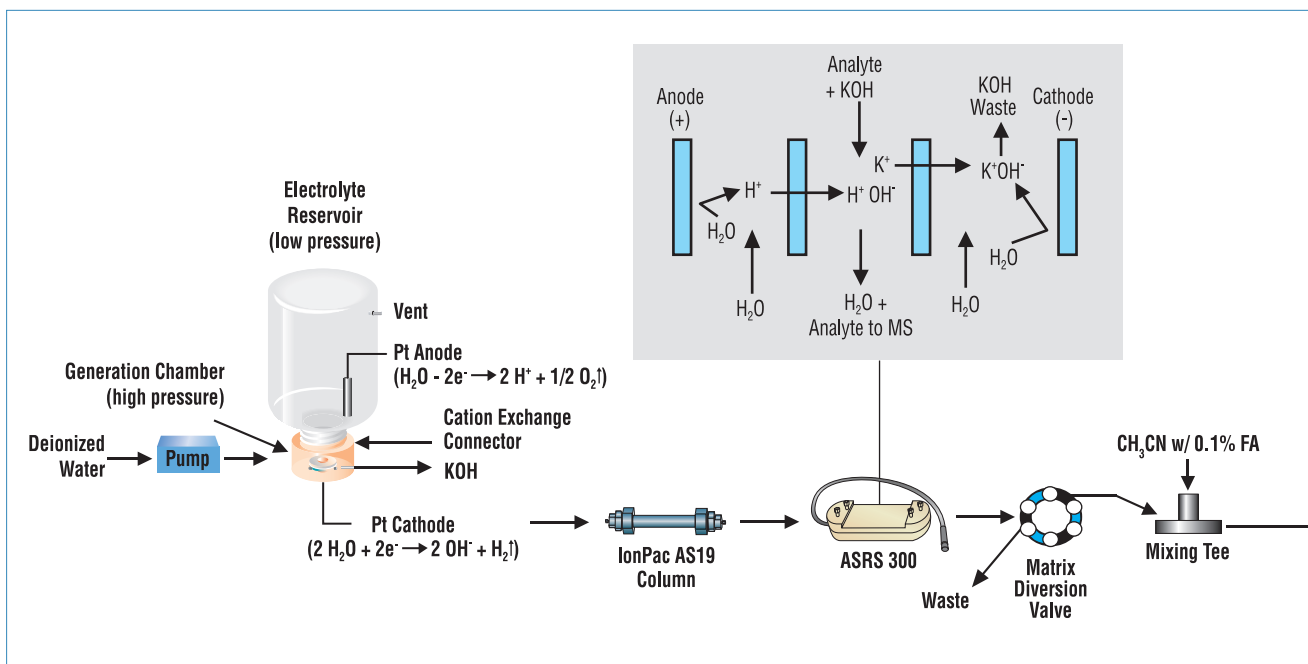 Analyte
+ KOH
Anode
(+)
KOH
Waste
Cathode
(-)
K⁺
K⁺OH⁻
H⁺
H⁺ OH⁻
H₂O
H₂O
H₂O
H₂O
H₂O +
Analyte to MS
Electrolyte
Reservoir
(low pressure)
Vent
Pt Anode
(H₂O - 2e⁻ → 2 H⁺ + 1/2 O₂↑)
Generation Chamber
(high pressure)
Cation Exchange
Connector
Deionized
Water
Pump
KOH
Pt Cathode
(2 H₂O + 2e⁻ → 2 OH⁻ + H₂↑)
IonPac AS19
Column
ASRS 300
Waste
Matrix
Diversion
Valve
CH₃CN w/ 0.1% FA
Mixing Tee